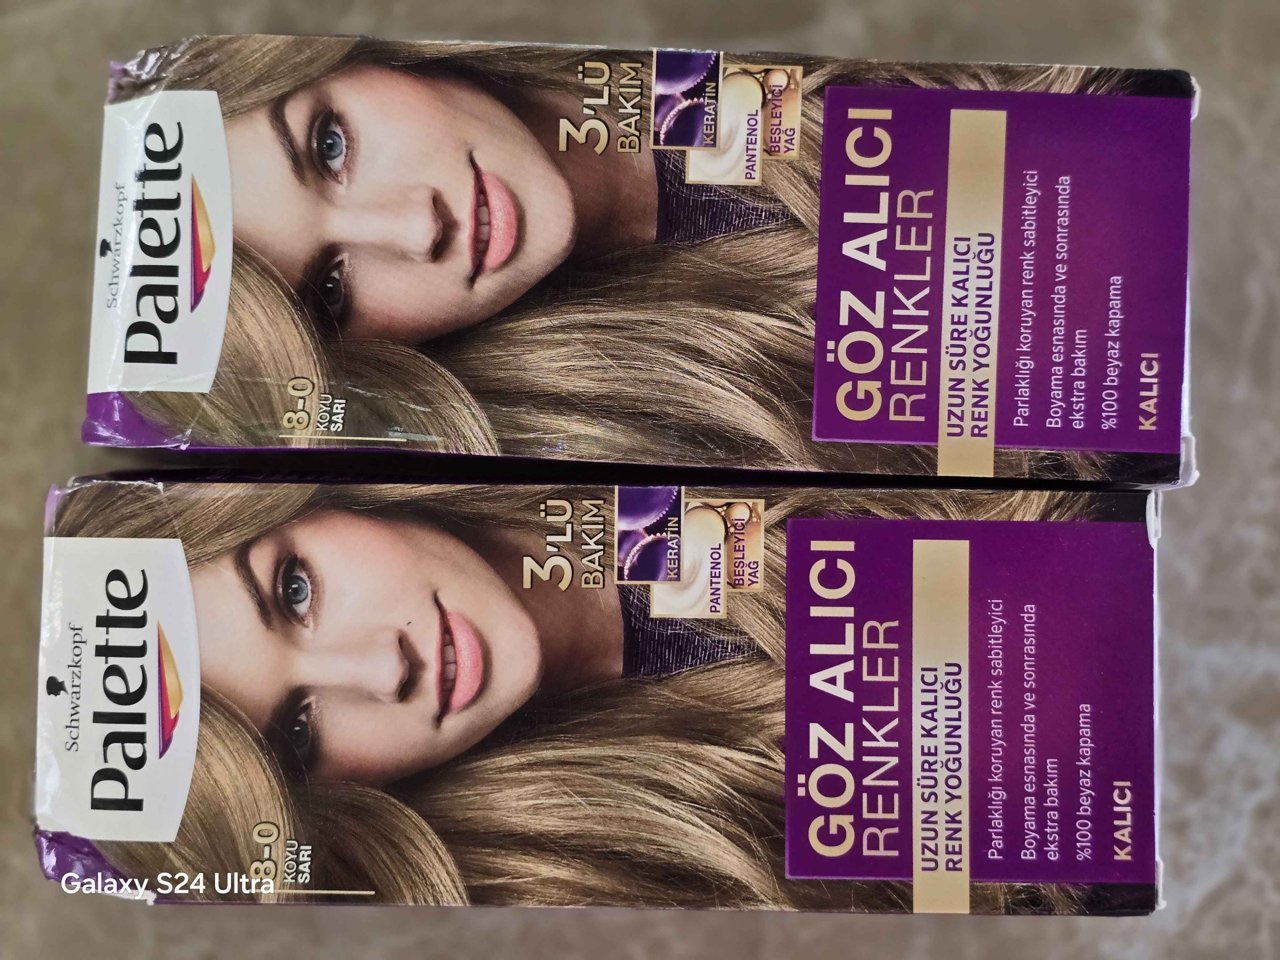 Schwarzkopf
Palette
8-0
KOYU
SARI
3'LÜ
BAKIM
KERATİN
PANTENOL
BESLEYİCİ
YAĞ
GÖZ ALICI
RENKLER
UZUN SÜRE KALICI
RENK YOĞUNLUĞU
Parlaklığı koruyan renk sabitleyici
Boyama esnasında ve sonrasında
ekstra bakım
%100 beyaz kapama
KALICI
Schwarzkopf
Palette
8-0
KOYU
SARI
3'LÜ
BAKIM
KERATİN
PANTENOL
BESLEYİCİ
YAĞ
GÖZ ALICI
RENKLER
UZUN SÜRE KALICI
RENK YOĞUNLUĞU
Parlaklığı koruyan renk sabitleyici
Boyama esnasında ve sonrasında
ekstra bakım
%100 beyaz kapama
KALICI
Galaxy S24 Ultra